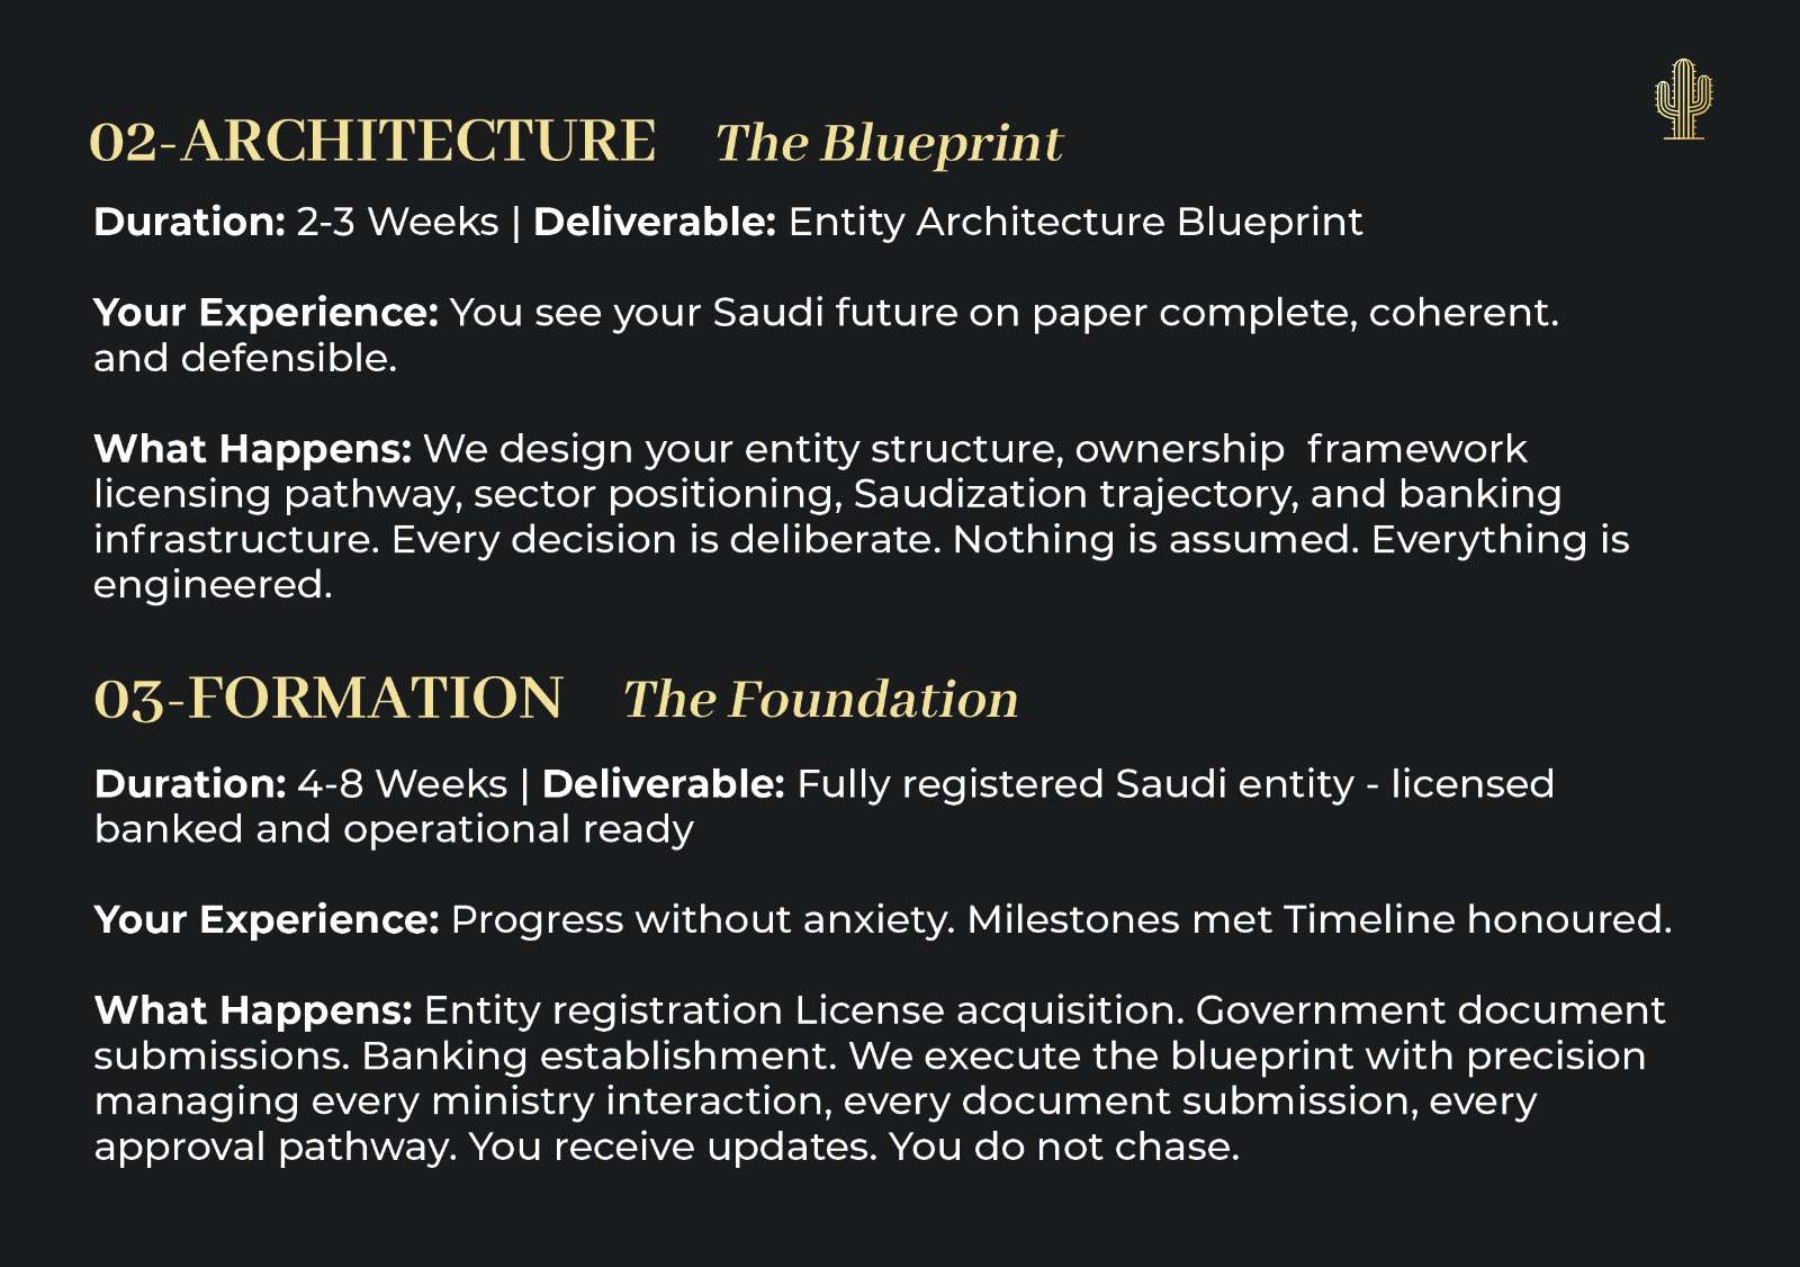 02-ARCHITECTURE The Blueprint
Duration: 2-3 Weeks | Deliverable: Entity Architecture Blueprint
Your Experience: You see your Saudi future on paper complete, coherent.
and defensible.
What Happens: We design your entity structure, ownership  framework
licensing pathway, sector positioning, Saudization trajectory, and banking
infrastructure. Every decision is deliberate. Nothing is assumed. Everything is
engineered.
03-FORMATION The Foundation
Duration: 4-8 Weeks | Deliverable: Fully registered Saudi entity - licensed
banked and operational ready
Your Experience: Progress without anxiety. Milestones met Timeline honoured.
What Happens: Entity registration License acquisition. Government document
submissions. Banking establishment. We execute the blueprint with precision
managing every ministry interaction, every document submission, every
approval pathway. You receive updates. You do not chase.